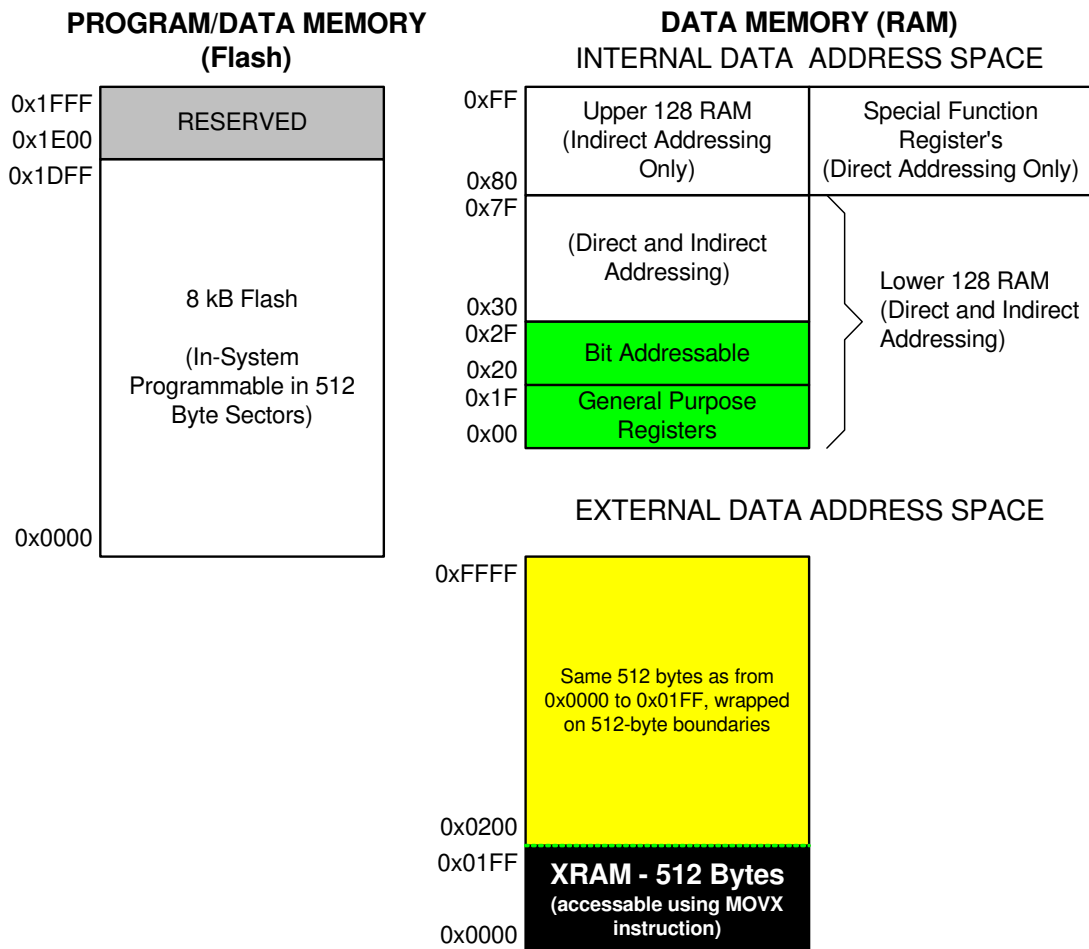 PROGRAM/DATA MEMORY
(Flash)
0x1FFF
RESERVED
0x1E00
0x1DFF
8 kB Flash
(In-System
Programmable in 512
Byte Sectors)
0x0000
DATA MEMORY (RAM)
INTERNAL DATA ADDRESS SPACE
0xFF
Upper 128 RAM
(Indirect Addressing
Only)
Special Function
Register's
(Direct Addressing Only)
0x80
0x7F
(Direct and Indirect
Addressing)
0x30
0x2F
Bit Addressable
0x20
0x1F
General Purpose
Registers
0x00
Lower 128 RAM
(Direct and Indirect
Addressing)
EXTERNAL DATA ADDRESS SPACE
0xFFFF
Same 512 bytes as from
0x0000 to 0x01FF, wrapped
on 512-byte boundaries
0x0200
0x01FF
XRAM - 512 Bytes
(accessable using MOVX
instruction)
0x0000